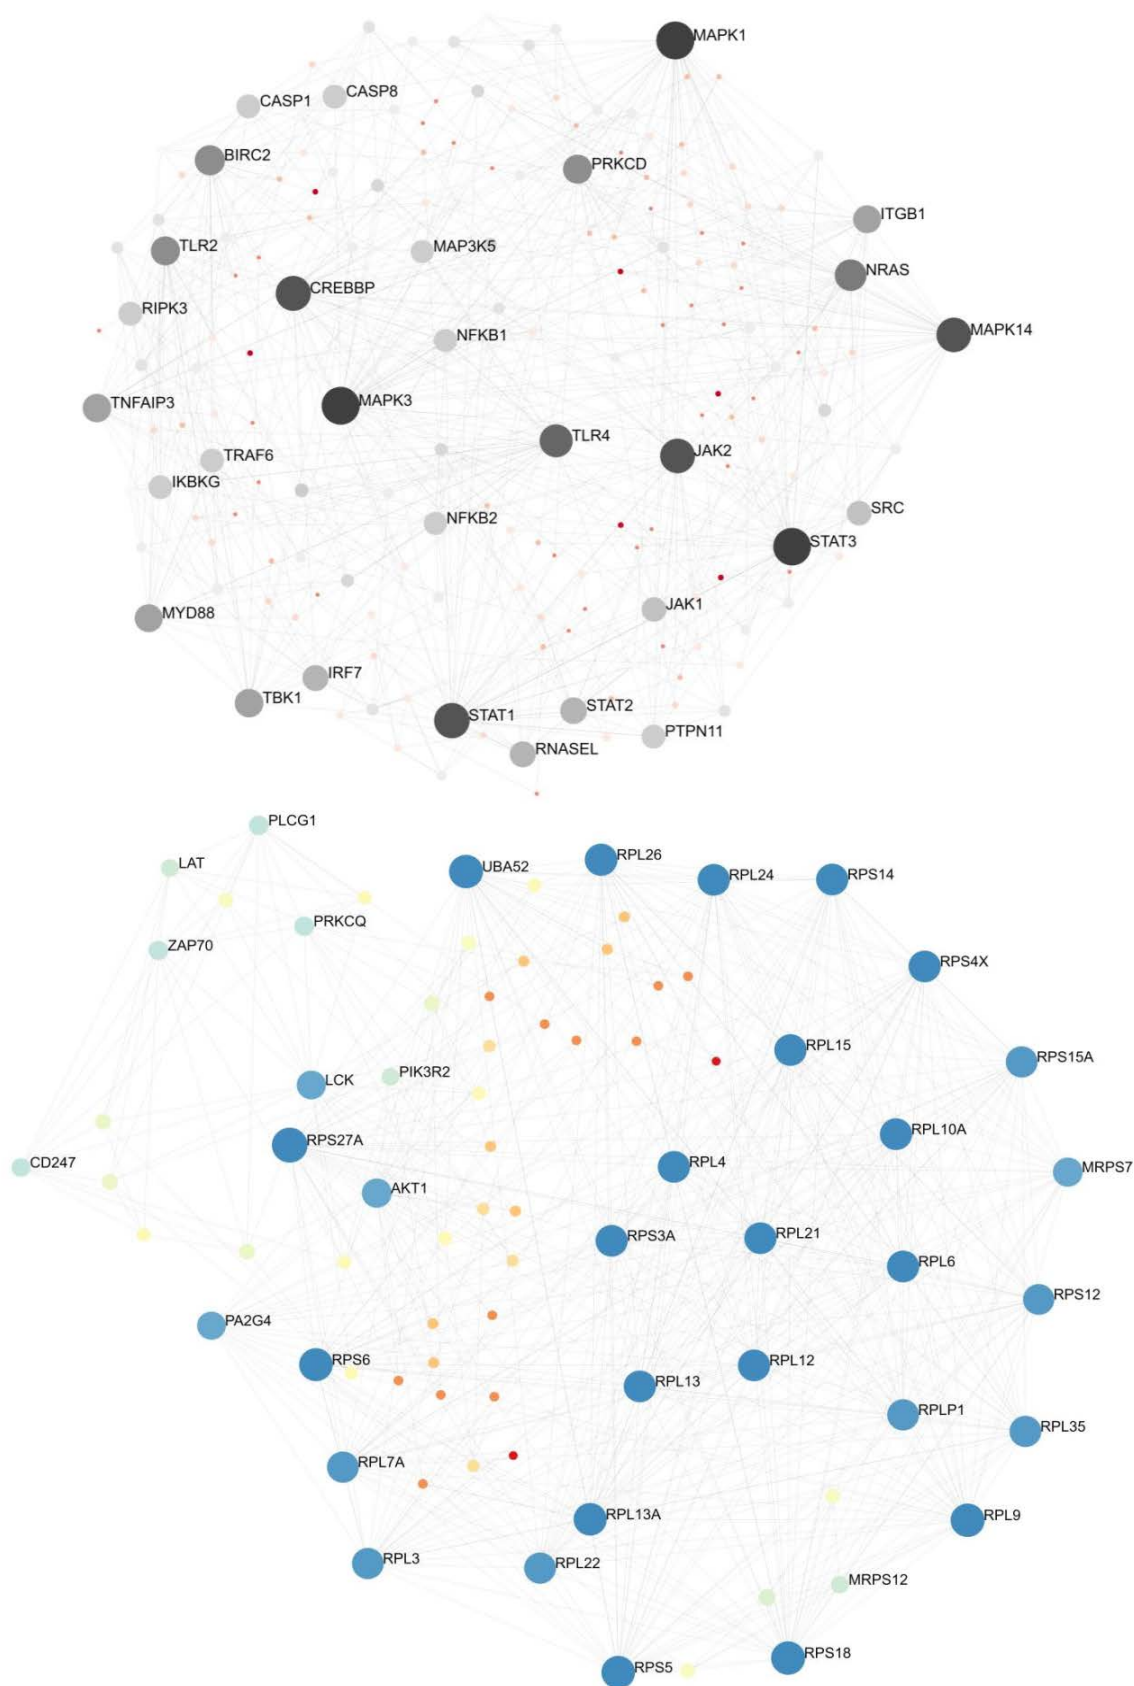 MAPK1
CASP8
CASP1
BIRC2
PRKCD
ITGB1
TLR2
MAP3K5
NRAS
CREBBP
RIPK3
NFKB1
MAPK14
MAPK3
TNFAIP3
TLR4
JAK2
TRAF6
IKBKG
SRC
NFKB2
STAT3
JAK1
MYD88
IRF7
TBK1
STAT2
STAT1
PTPN11
RNASEL
PLCG1
LAT
UBA52
RPL26
RPL24
RPS14
PRKCQ
ZAP70
RPS4X
RPL15
RPS15A
PIK3R2
LCK
RPL10A
RPS27A
CD247
RPL4
MRPS7
AKT1
RPL21
RPS3A
RPL6
RPS12
PA2G4
RPS6
RPL12
RPL13
RPLP1
RPL35
RPL7A
RPL13A
RPL9
RPL3
RPL22
MRPS12
RPS18
RPS5